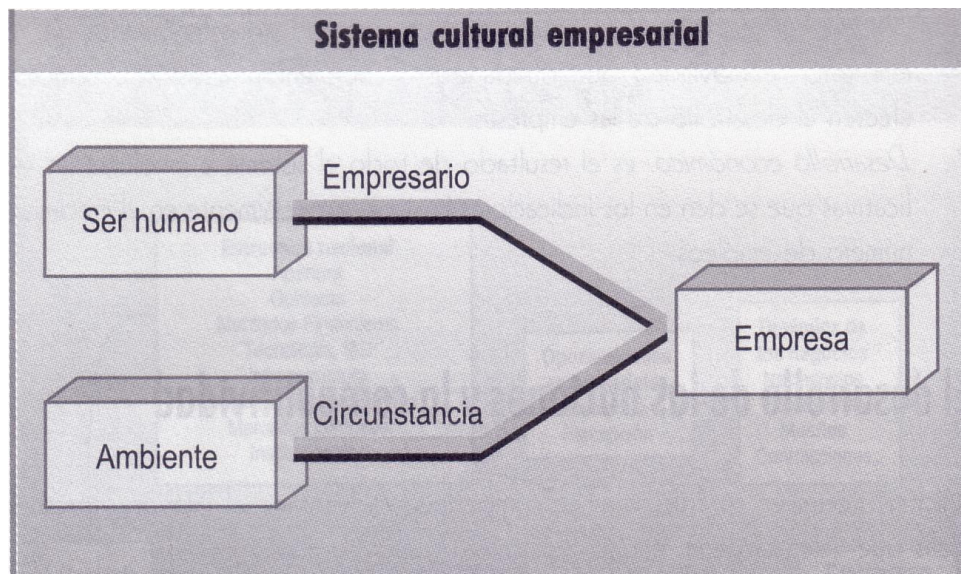 Sistema cultural empresarial
Empresario
Ser humano
Empresa
Circunstancia
Ambiente